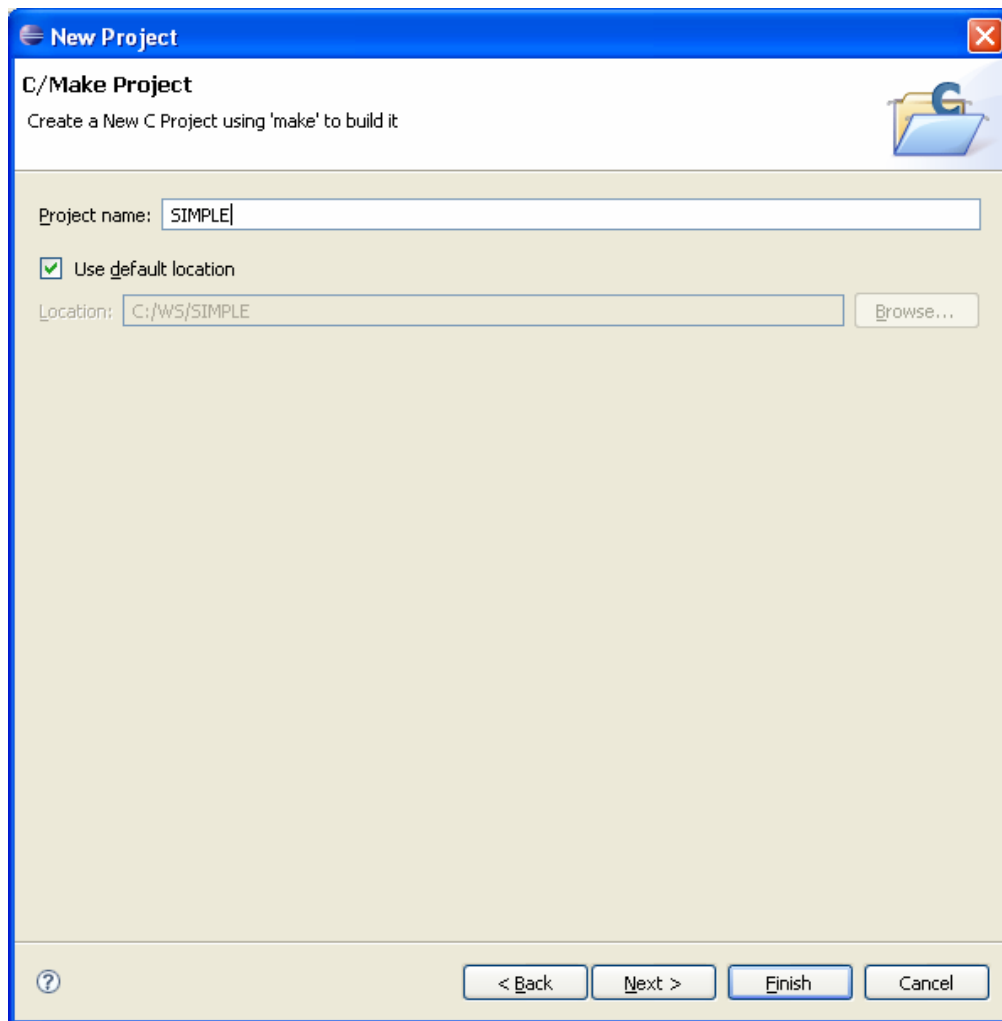 New Project
C/Make Project
Create a New C Project using 'make' to build it
C
Project name: SIMPLE
Use default location
Location: C:/WS/SIMPLE Browse...
? < Back Next > Finish Cancel